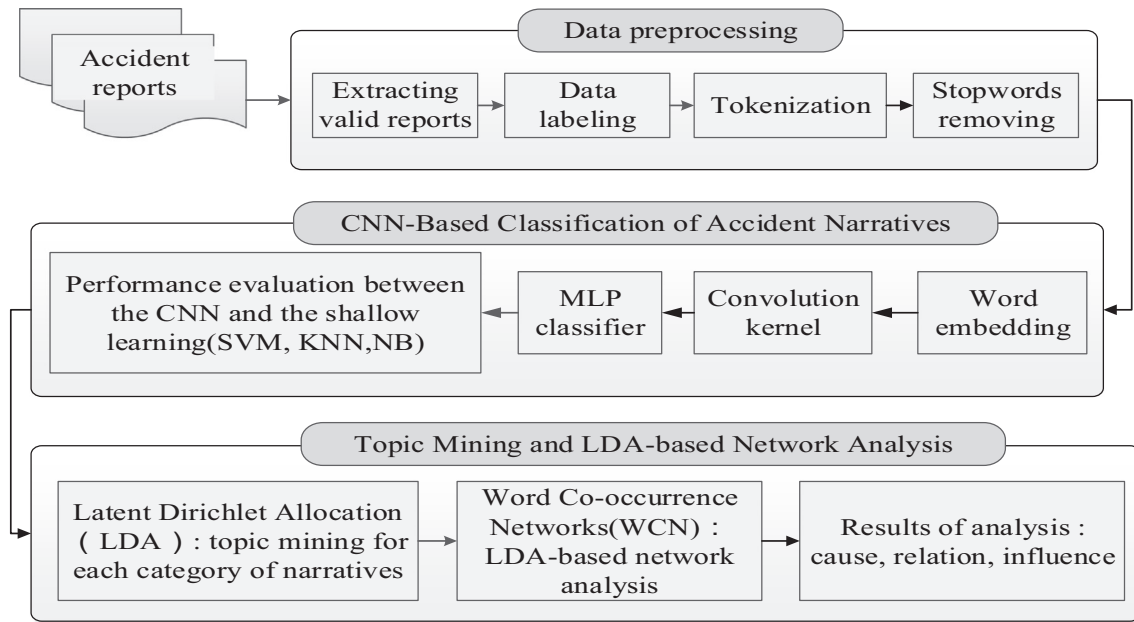 Accident
reports
Data preprocessing
Extracting
valid reports
Data
labeling
Tokenization
Stopwords
removing
CNN-Based Classification of Accident Narratives
Performance evaluation between
the CNN and the shallow
learning(SVM, KNN,NB)
MLP
classifier
Convolution
kernel
Word
embedding
Topic Mining and LDA-based Network Analysis
Latent Dirichlet Allocation
（LDA）: topic mining for
each category of narratives
Word Co-occurrence
Networks(WCN)：
LDA-based network
analysis
Results of analysis：
cause, relation, influence